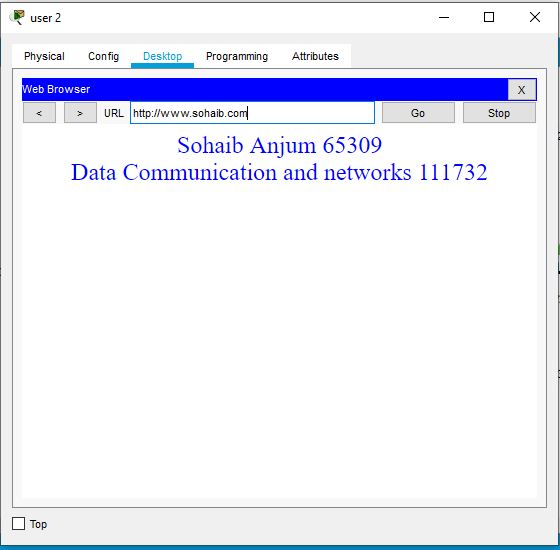 user 2
Physical Config Desktop Programming Attributes
Web Browser X
< > URL http://www.sohaib.com Go Stop
Sohaib Anjum 65309
Data Communication and networks 111732
Top